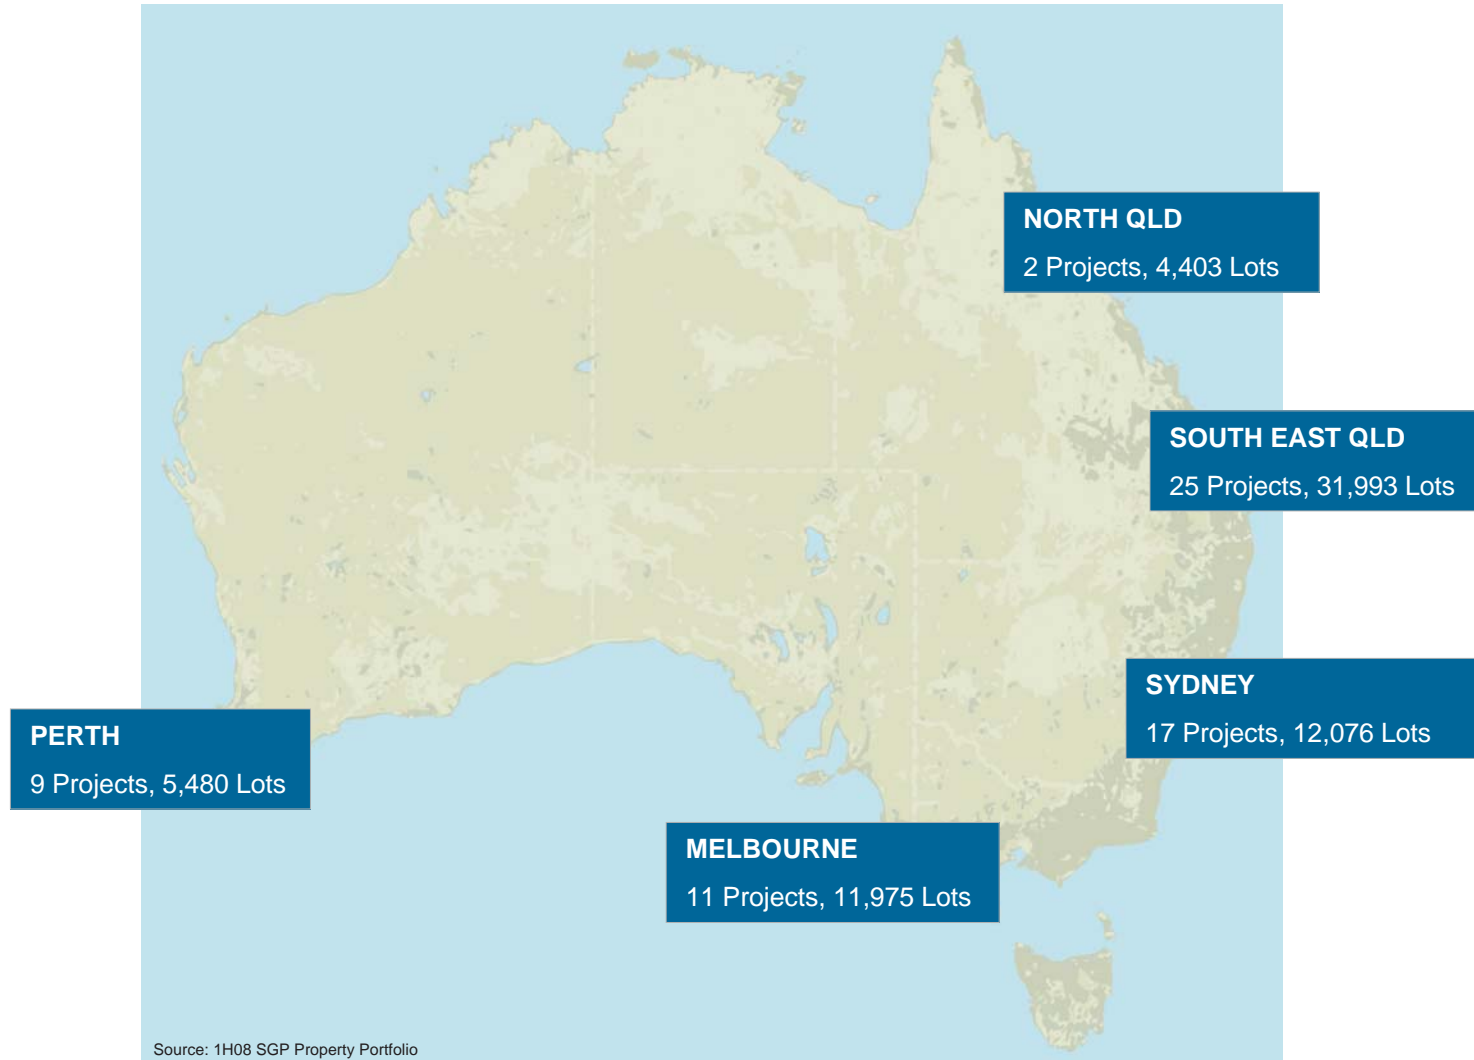 NORTH QLD
2 Projects, 4,403 Lots
SOUTH EAST QLD
25 Projects, 31,993 Lots
SYDNEY
17 Projects, 12,076 Lots
PERTH
9 Projects, 5,480 Lots
MELBOURNE
11 Projects, 11,975 Lots
Source: 1H08 SGP Property Portfolio